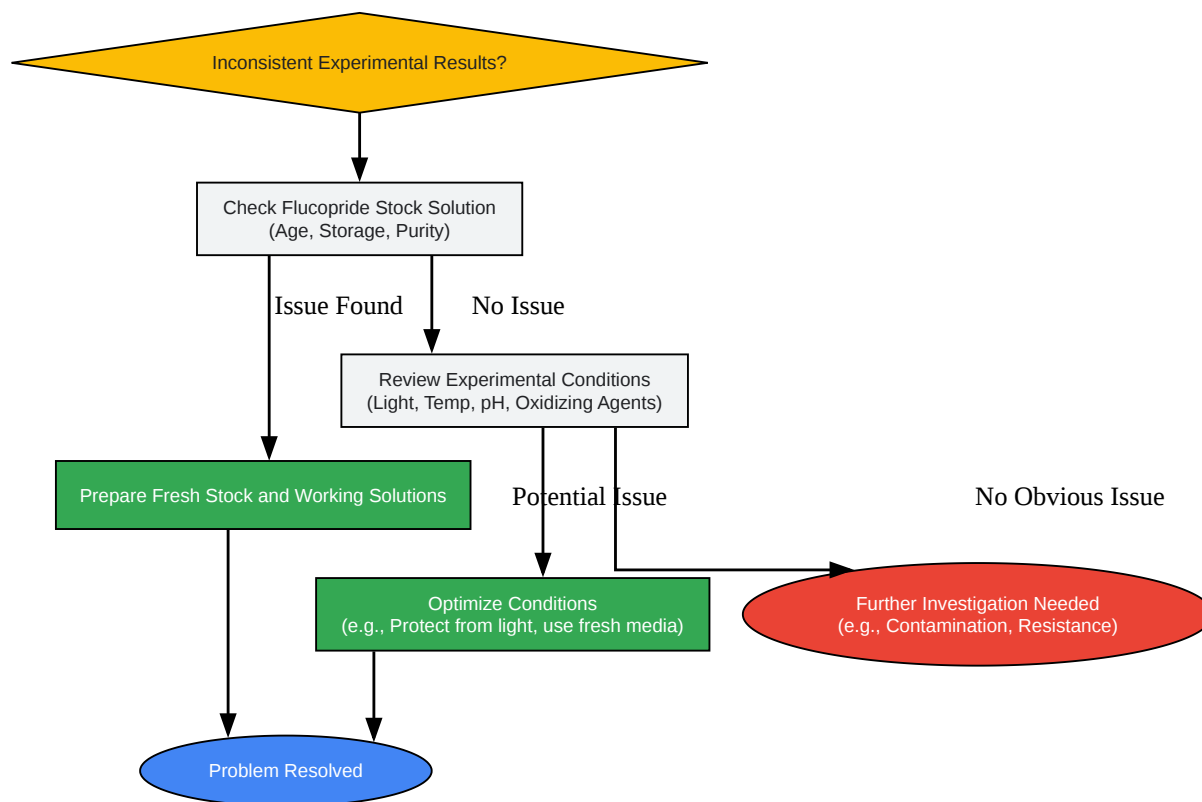 Inconsistent Experimental Results?
Check Flucopride Stock Solution
(Age, Storage, Purity)
Issue Found
No Issue
Review Experimental Conditions
(Light, Temp, pH, Oxidizing Agents)
Prepare Fresh Stock and Working Solutions
Potential Issue
No Obvious Issue
Optimize Conditions
(e.g., Protect from light, use fresh media)
Further Investigation Needed
(e.g., Contamination, Resistance)
Problem Resolved